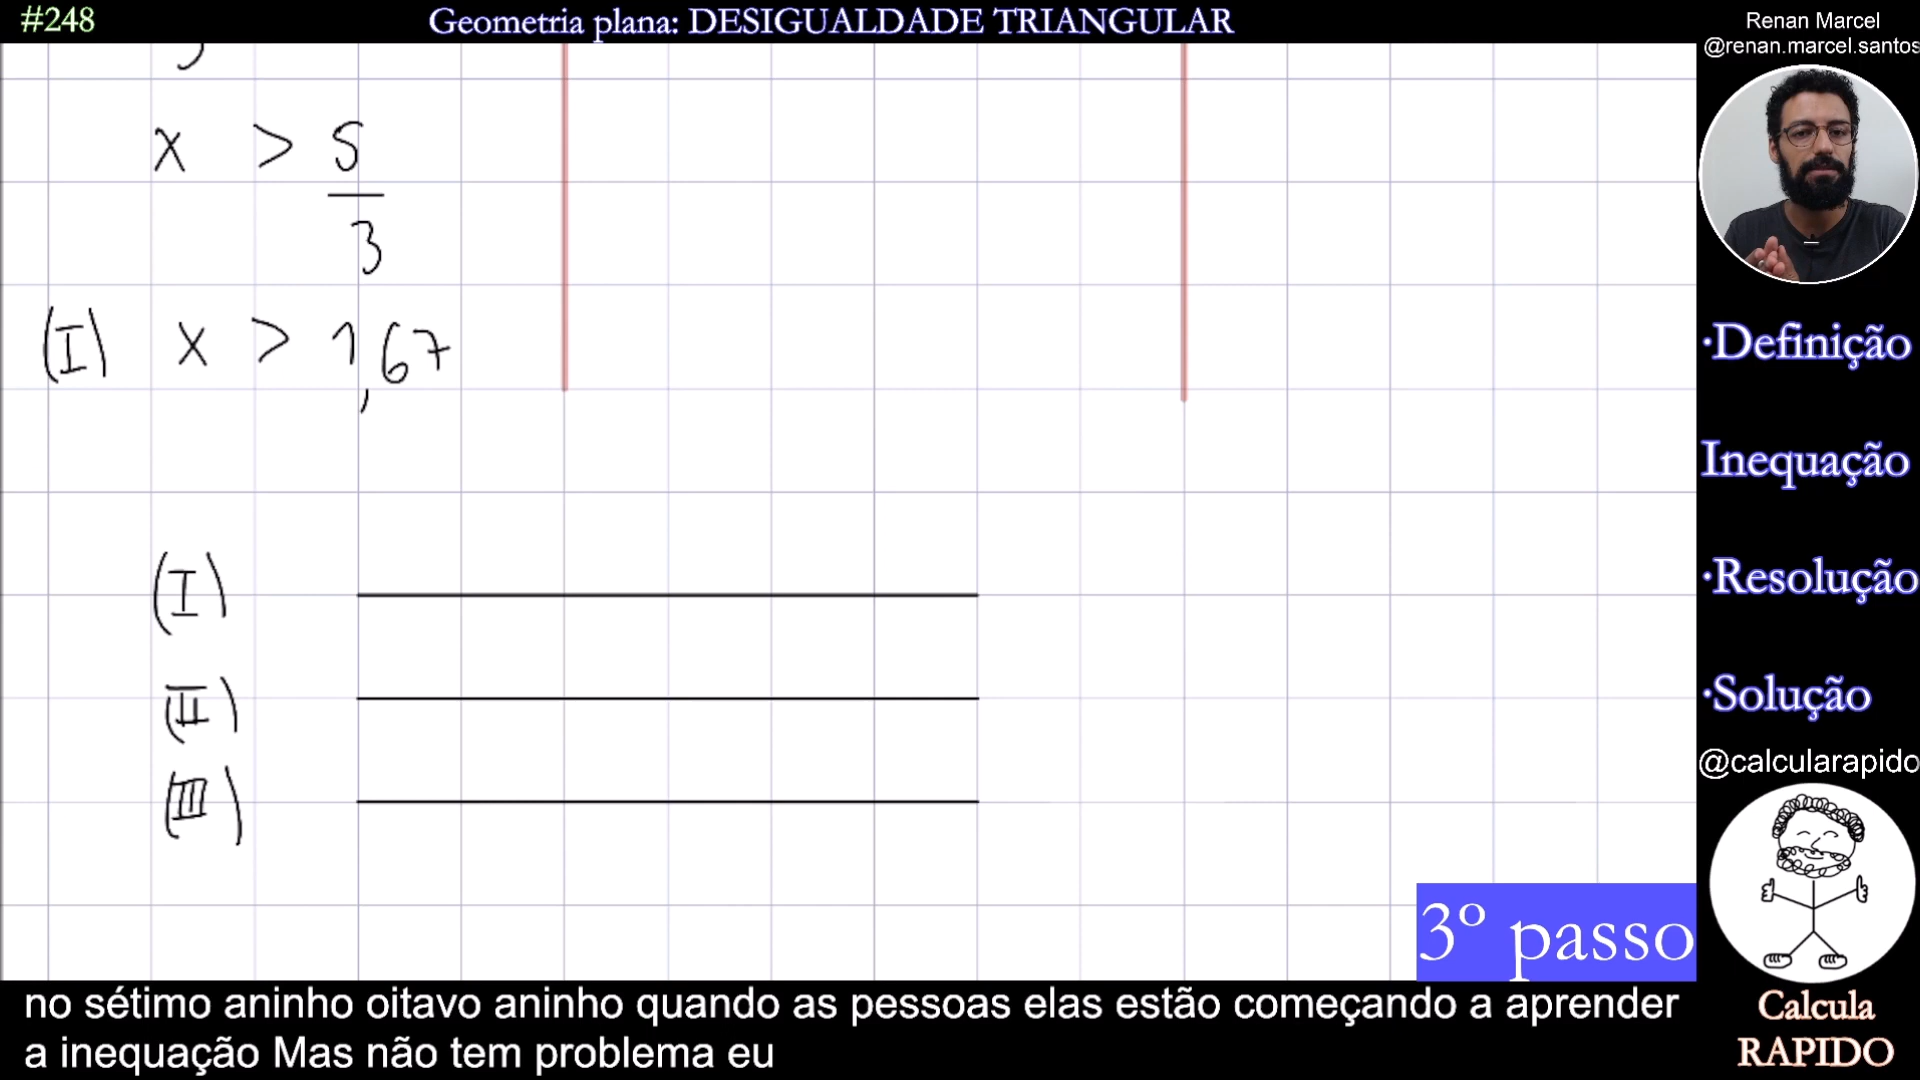 #248
Geometria plana: DESIGUALDADE TRIANGULAR
Renan Marcel
@renan.marcel.santos
x > 5
3
(I) x > 1,67
(I)
(II)
(III)
·Definição
Inequação
·Resolução
·Solução
@calcularapido
3º passo
Calcula
RAPIDO
no sétimo aninho oitavo aninho quando as pessoas elas estão começando a aprender
a inequação Mas não tem problema eu